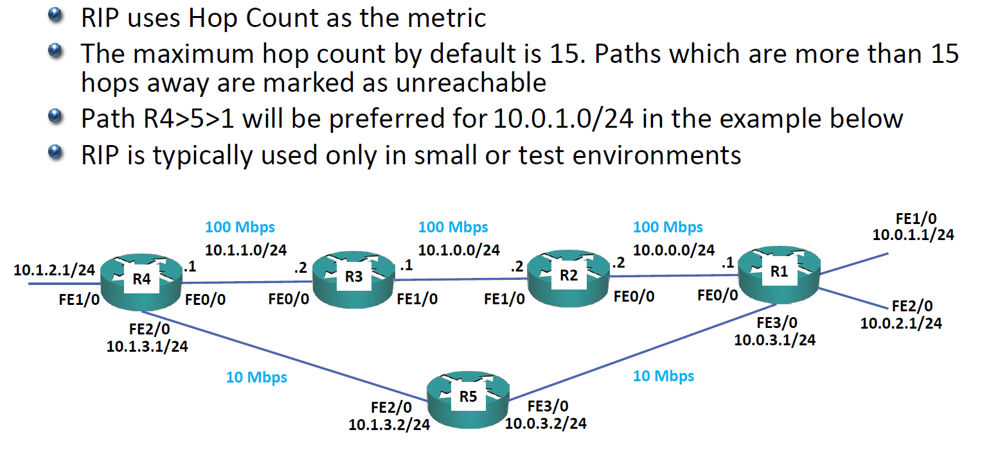 RIP uses Hop Count as the metric
The maximum hop count by default is 15. Paths which are more than 15
hops away are marked as unreachable
Path R4>5>1 will be preferred for 10.0.1.0/24 in the example below
RIP is typically used only in small or test environments
100 Mbps
10.1.1.0/24
100 Mbps
10.1.0.0/24
100 Mbps
10.0.0.0/24
FE1/0
10.0.1.1/24
10.1.2.1/24
FE1/0
R4
.1
FE0/0
.2
FE0/0
R3
.1
FE1/0
.2
FE1/0
R2
.2
FE0/0
.1
FE0/0
R1
FE2/0
10.0.2.1/24
FE2/0
10.1.3.1/24
FE3/0
10.0.3.1/24
10 Mbps
10 Mbps
R5
FE2/0
10.1.3.2/24
FE3/0
10.0.3.2/24